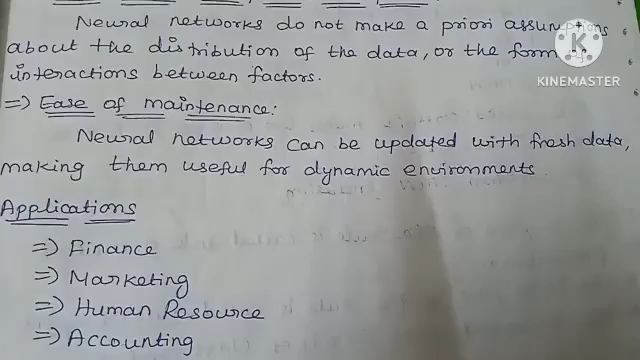 Neural networks do not make a priori assumptions
about the distribution of the data, or the form of
interactions between factors.
=> Ease of maintenance:
Neural networks can be updated with fresh data,
making them useful for dynamic environments.
Applications
=> Finance
=> Marketing
=> Human Resource
=> Accounting
KINEMASTER